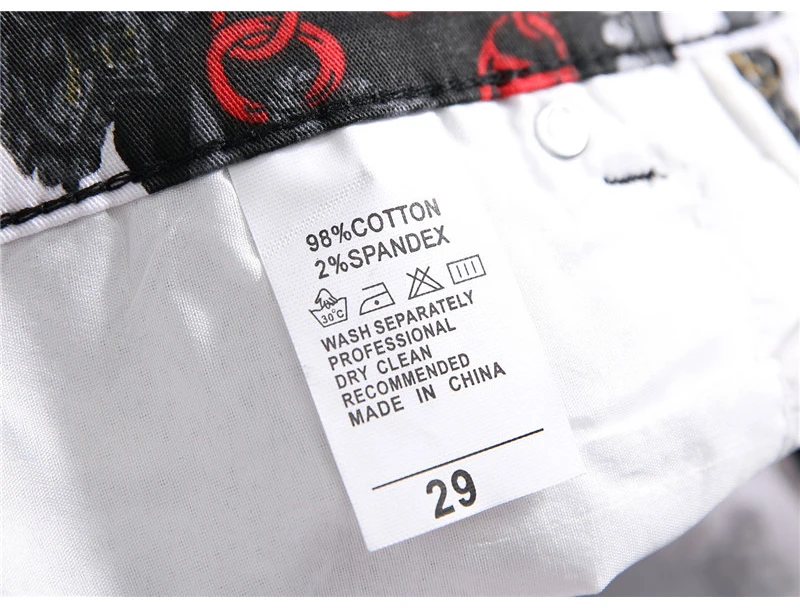 98%COTTON
2%SPANDEX
30°C
WASH SEPARATELY
PROFESSIONAL
DRY CLEAN
RECOMMENDED
MADE IN CHINA
29